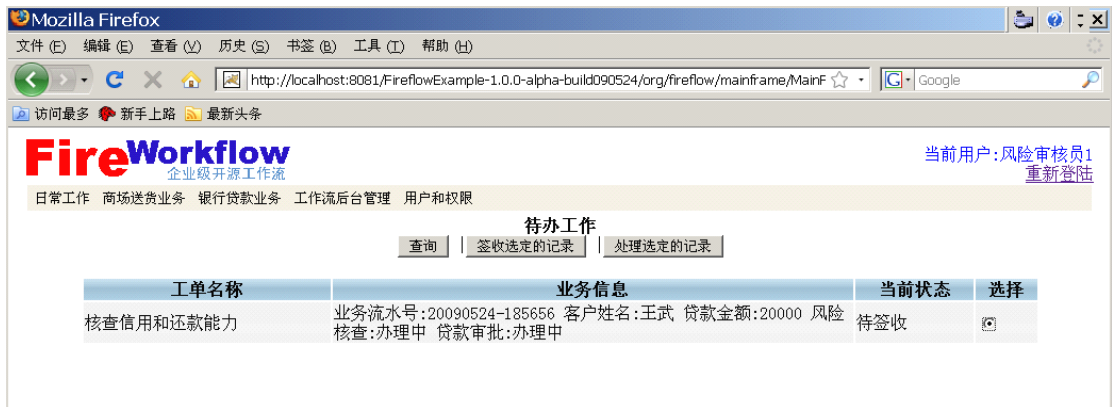 Mozilla Firefox
文件 (F) 编辑 (E) 查看 (V) 历史 (S) 书签 (B) 工具 (T) 帮助 (H)
http://localhost:8081/FireflowExample-1.0.0-alpha-build090524/org/fireflow/mainframe/MainF
G Google
访问最多 新手上路 最新头条
FireWorkflow
企业级开源工作流
当前用户:风险审核员1
重新登陆
日常工作 商场送货业务 银行贷款业务 工作流后台管理 用户和权限
待办工作
查询 | 签收选定的记录 | 处理选定的记录
工单名称 业务信息 当前状态 选择
核查信用和还款能力 业务流水号:20090524-185656 客户姓名:王武 贷款金额:20000 风险 待签收
核查:办理中 贷款审批:办理中